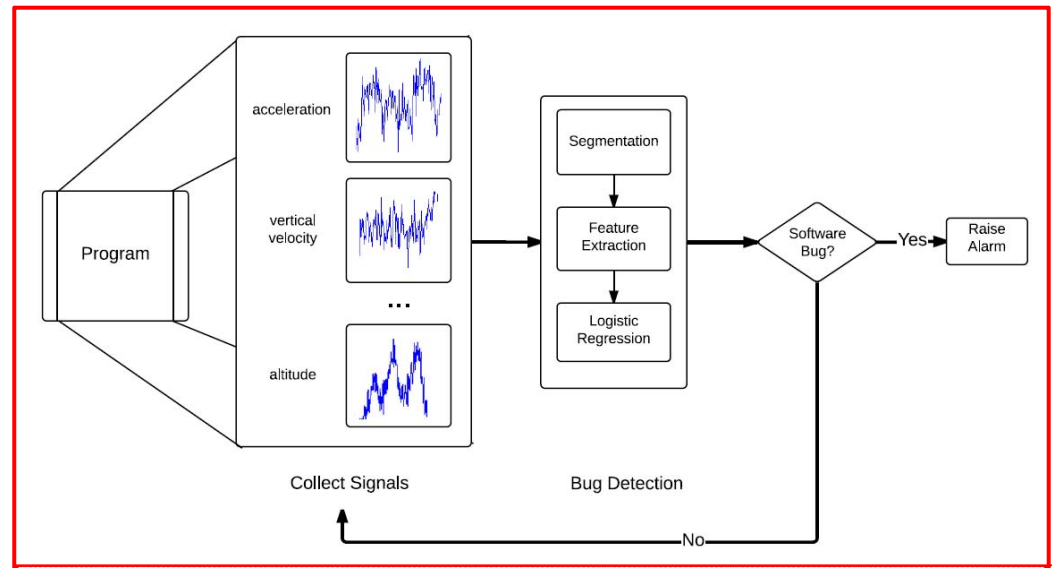 Program
acceleration
vertical
velocity
...
altitude
Collect Signals
Segmentation
Feature
Extraction
Logistic
Regression
Bug Detection
Software
Bug?
Yes
Raise
Alarm
No